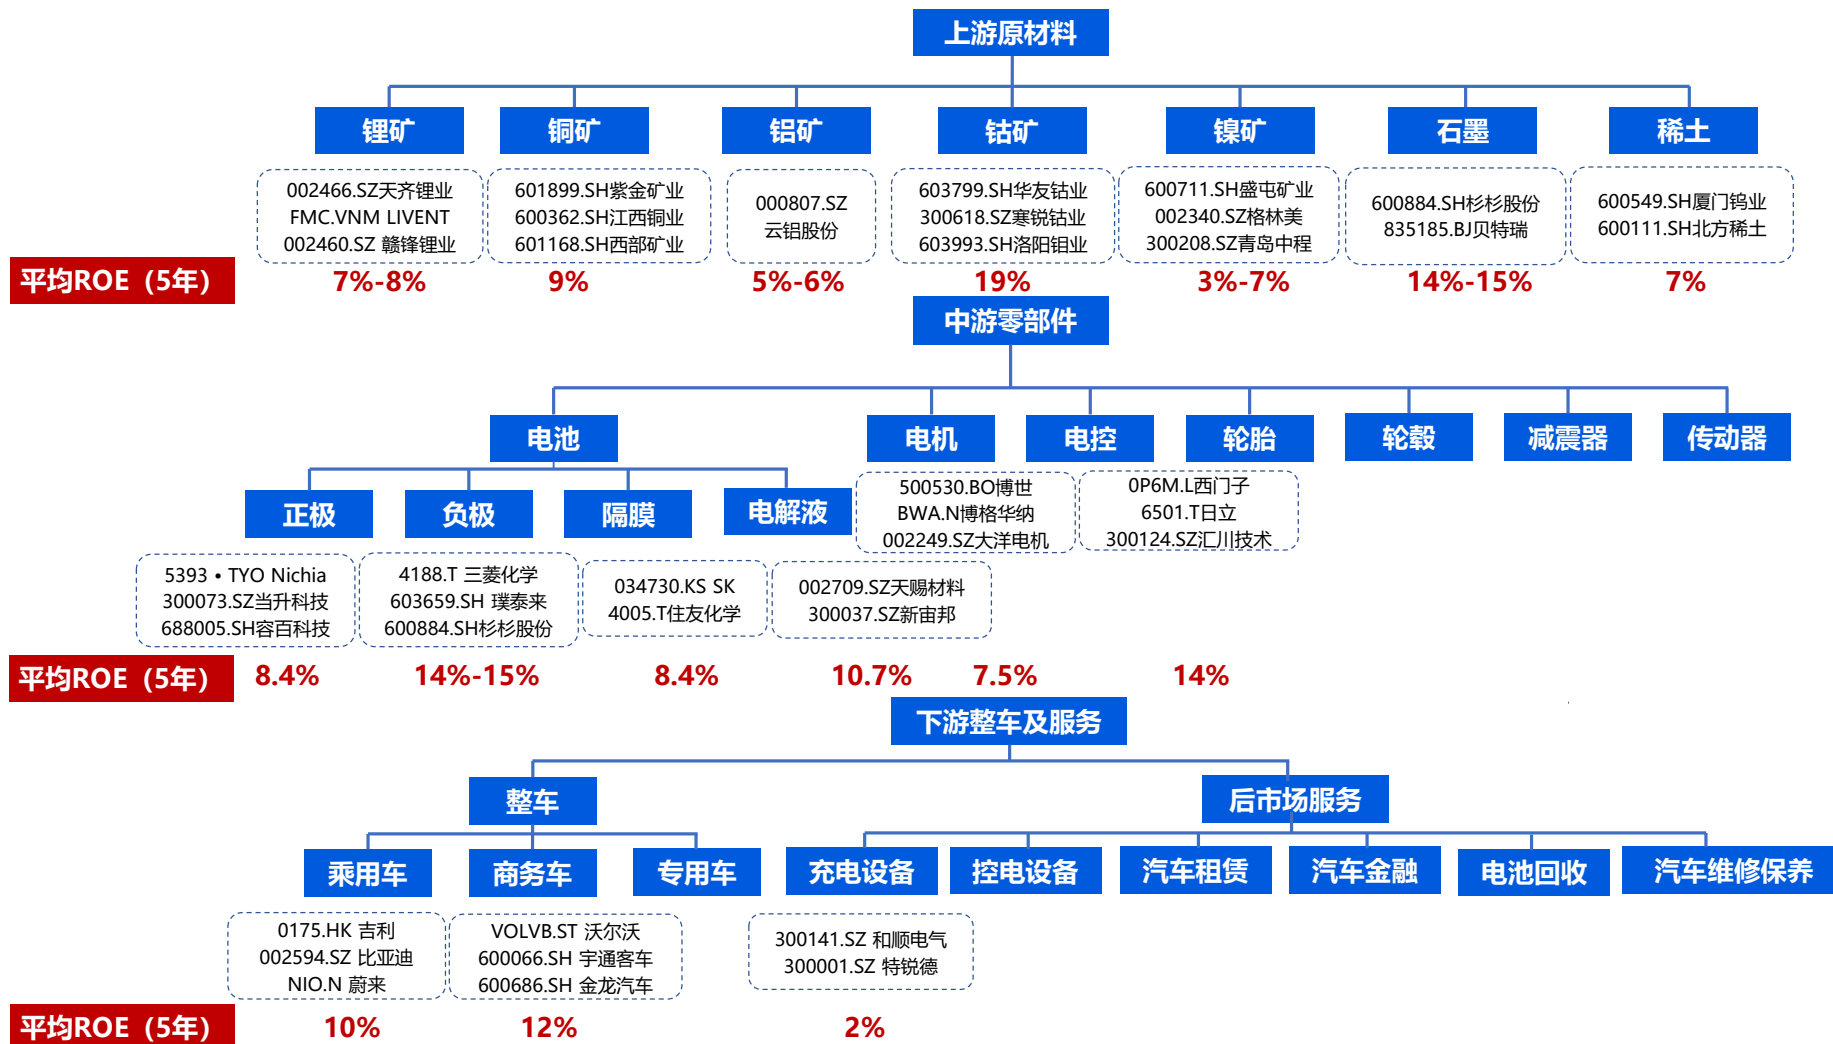 上游原材料
锂矿
铜矿
铝矿
钴矿
镍矿
石墨
稀土
002466.SZ天齐锂业
FMC.VNM LIVENT
002460.SZ 赣锋锂业
601899.SH紫金矿业
600362.SH江西铜业
601168.SH西部矿业
000807.SZ
云铝股份
603799.SH华友钴业
300618.SZ寒锐钴业
603993.SH洛阳钼业
600711.SH盛屯矿业
002340.SZ格林美
300208.SZ青岛中程
600884.SH杉杉股份
835185.BJ贝特瑞
600549.SH厦门钨业
600111.SH北方稀土
平均ROE（5年）
7%-8%
9%
5%-6%
19%
3%-7%
14%-15%
7%
中游零部件
电池
电机
电控
轮胎
轮毂
减震器
传动器
正极
负极
隔膜
电解液
500530.BO博世
BWA.N博格华纳
002249.SZ大洋电机
0P6M.L西门子
6501.T日立
300124.SZ汇川技术
5393 • TYO Nichia
300073.SZ当升科技
688005.SH容百科技
4188.T 三菱化学
603659.SH 璞泰来
600884.SH杉杉股份
034730.KS SK
4005.T住友化学
002709.SZ天赐材料
300037.SZ新宙邦
平均ROE（5年）
8.4%
14%-15%
8.4%
10.7%
7.5%
14%
下游整车及服务
整车
后市场服务
乘用车
商务车
专用车
充电设备
控电设备
汽车租赁
汽车金融
电池回收
汽车维修保养
0175.HK 吉利
002594.SZ 比亚迪
NIO.N 蔚来
VOLVB.ST 沃尔沃
600066.SH 宇通客车
600686.SH 金龙汽车
300141.SZ 和顺电气
300001.SZ 特锐德
平均ROE（5年）
10%
12%
2%